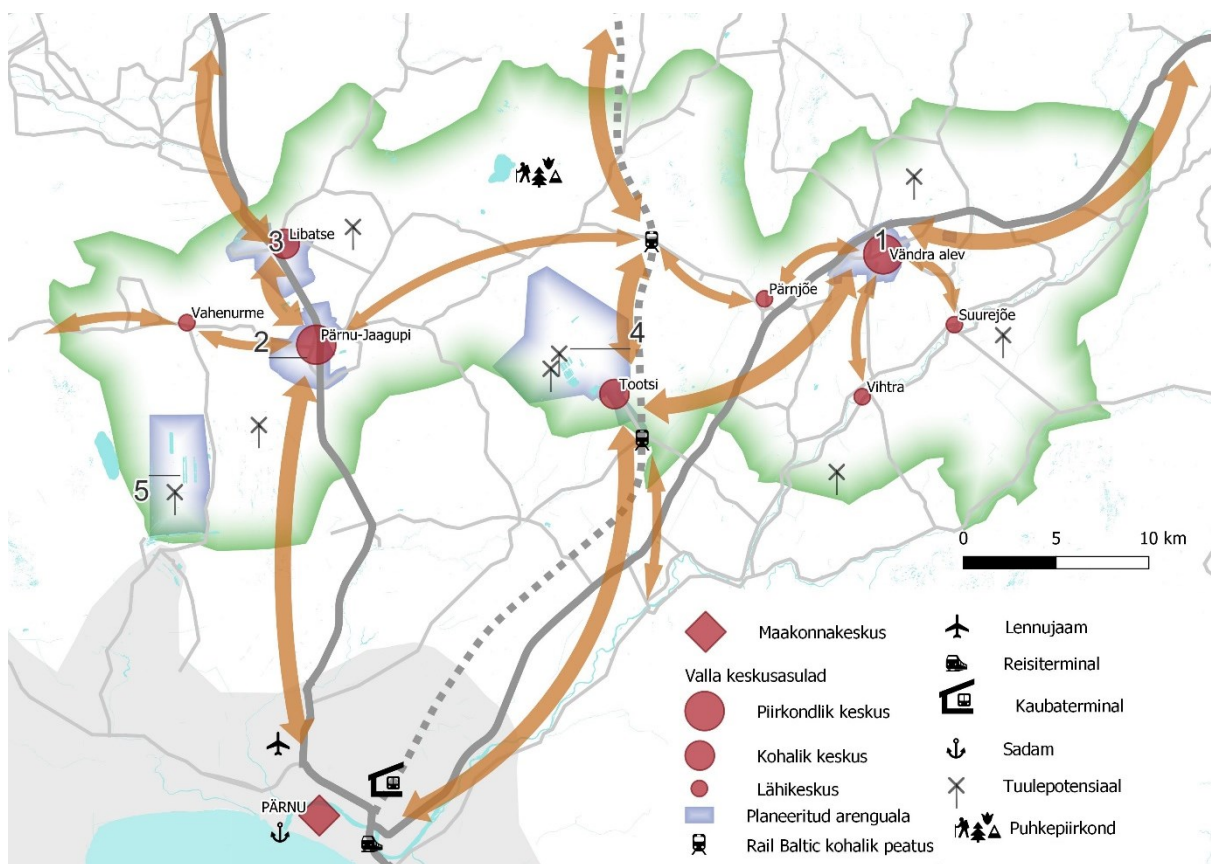 3
Libatse
1
Vändra alev
Pärnjõe
Vahenurme
Suurejõe
2
Pärnu-Jaagupi
4
Tootsi
Vihtra
5
0 5 10 km
PÄRNU
Maakonnakeskus
Valla keskusasulad
Piirkondlik keskus
Kohalik keskus
Lähikeskus
Planeeritud arenguala
Rail Baltic kohalik peatus
Lennujaam
Reisiterminal
Kaubaterminal
Sadam
Tuulepotensiaal
Puhkepiirkond